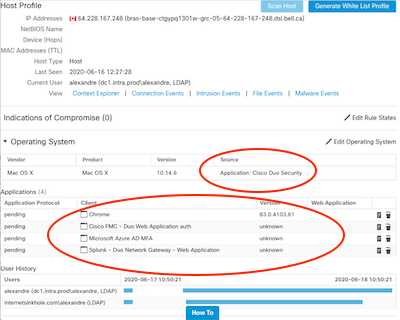 Host Profile
Scan Host
Generate White List Profile
IP Addresses 64.228.167.248 (bras-base-ctgypq1301w-grc-05-64-228-167-248.dsl.bell.ca)
NetBIOS Name
Device (Hops)
MAC Addresses (TTL)
Host Type Host
Last Seen 2020-06-16 12:27:28
Current User alexandre (dc1.intra.prod\alexandre, LDAP)
View Context Explorer | Connection Events | Intrusion Events | File Events | Malware Events
Indications of Compromise (0) Edit Rule States
Operating System Edit Operating System
Vendor Product Version Source
Mac OS X Mac OS X 10.14.6 Application: Cisco Duo Security
Applications (4)
Application Protocol Client Version Web Application
pending Chrome 83.0.4103.61
pending Cisco FMC - Duo Web Application auth unknown
pending Microsoft Azure AD MFA unknown
pending Splunk - Duo Network Gateway - Web Application unknown
User History
Users 2020-06-17 10:50:21 2020-06-18 10:50:21
alexandre (dc1.intra.prod\alexandre, LDAP)
internetsinkhole.com\alexandre (LDAP)
How To